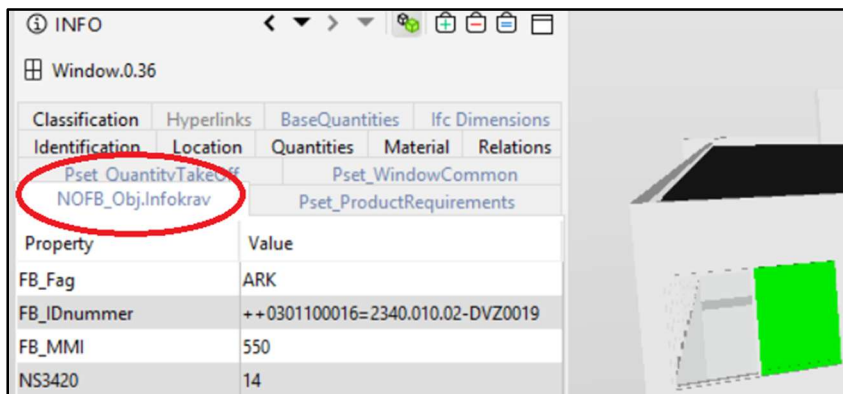 INFO
Window.0.36
Classification Hyperlinks BaseQuantities Ifc Dimensions
Identification Location Quantities Material Relations
Pset_QuantityTakeOff Pset_WindowCommon
NOFB_Obj.Infokrav Pset_ProductRequirements
Property Value
FB_Fag ARK
FB_IDnummer ++0301100016=2340.010.02-DVZ0019
FB_MMI 550
NS3420 14